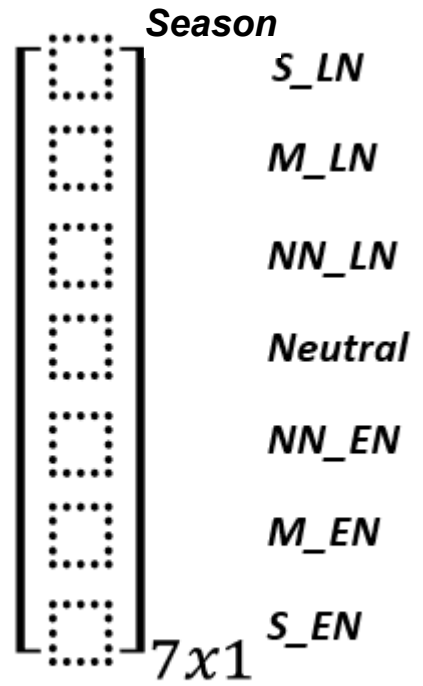 Season
S_LN
M_LN
NN_LN
Neutral
NN_EN
M_EN
S_EN
7x1